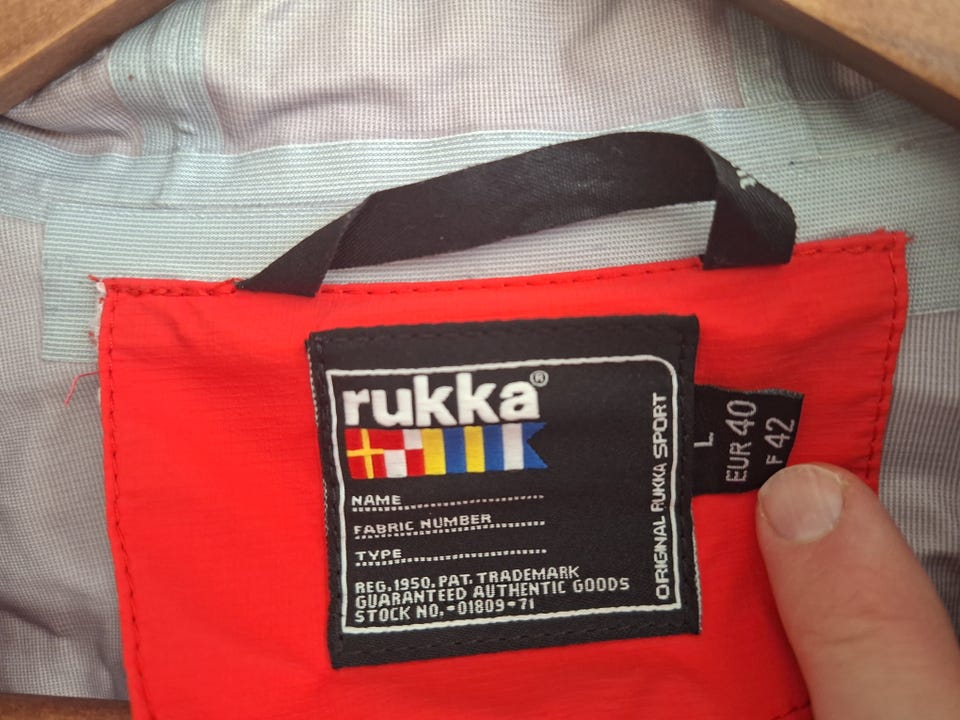 rukka®
NAME
FABRIC NUMBER
TYPE
REG.1950. PAT. TRADEMARK
GUARANTEED AUTHENTIC GOODS
STOCK NO.-01809-71
ORIGINAL RUKKA SPORT
L
EUR 40
F 42